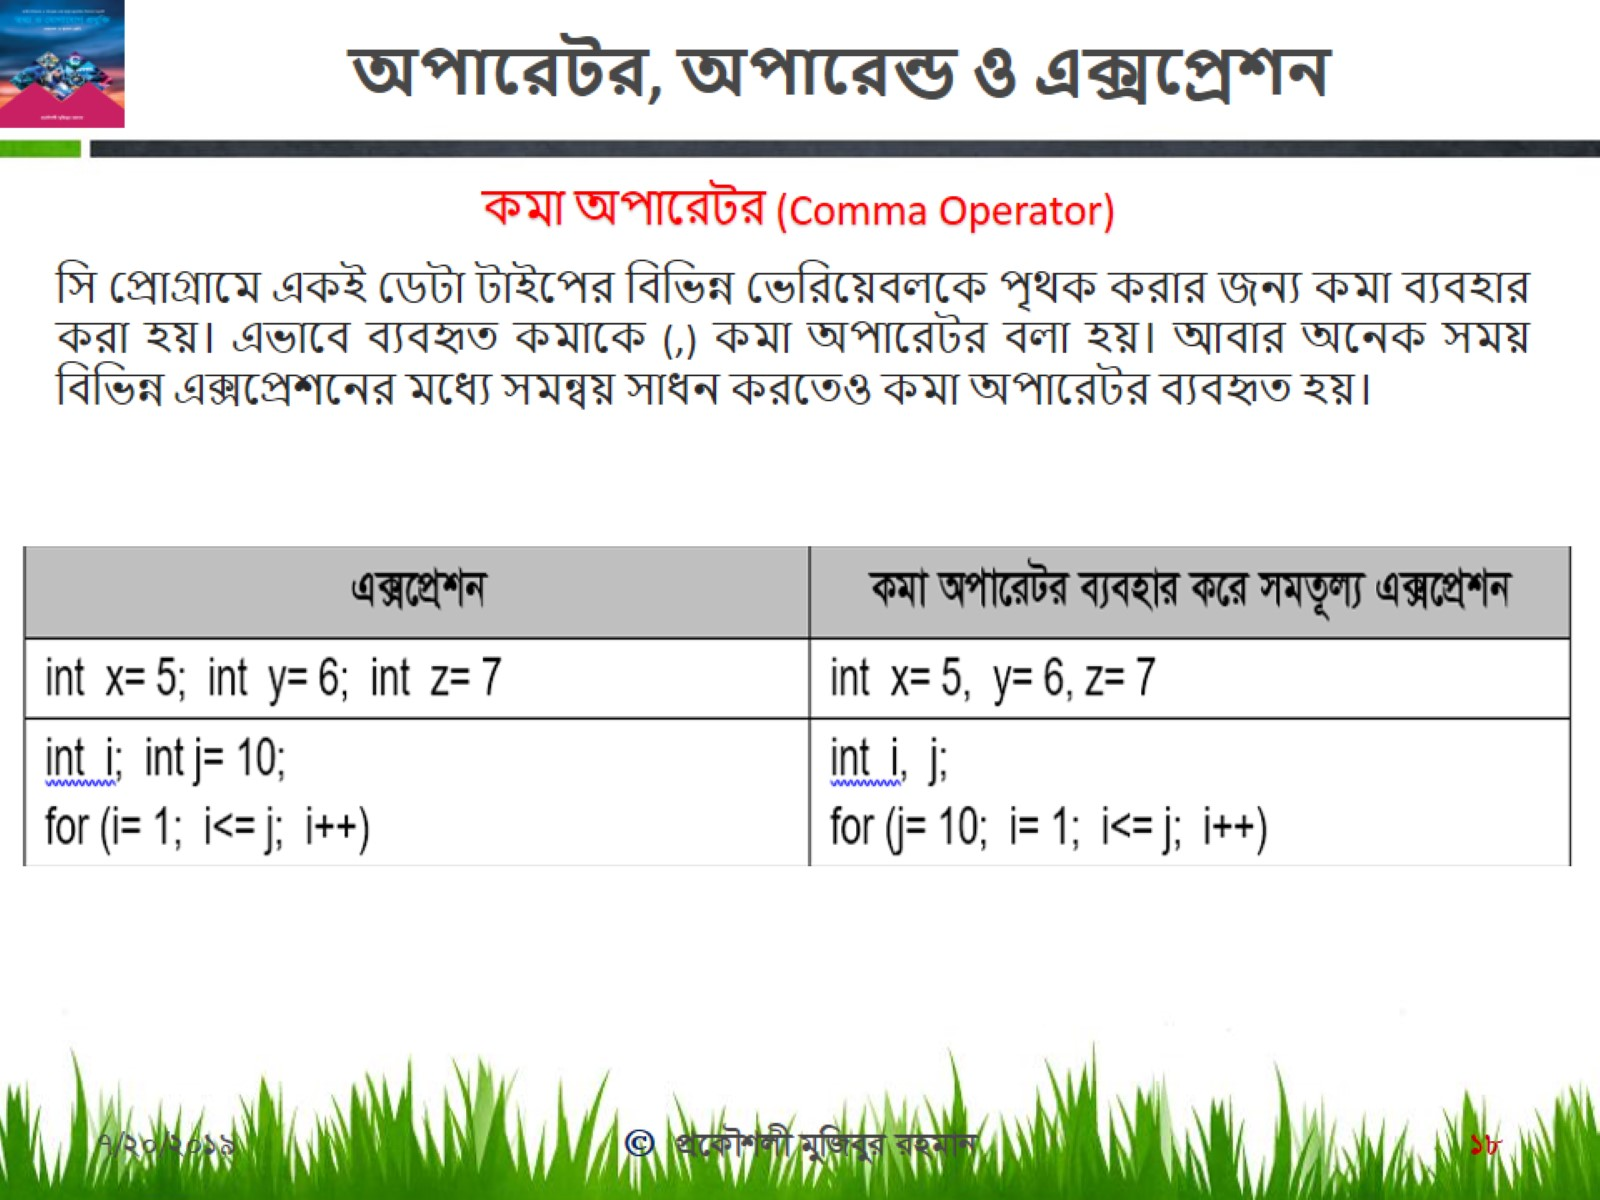 অপারেটর, অপারেন্ড ও এক্সপ্রেশন
কমা অপারেটর (Comma Operator)
সি প্রোগ্রামে একই ডেটা টাইপের বিভিন্ন ভেরিয়েবলকে পৃথক করার জন্য কমা ব্যবহার
করা হয়। এভাবে ব্যবহৃত কমাকে (,) কমা অপারেটর বলা হয়। আবার অনেক সময়
বিভিন্ন এক্সপ্রেশনের মধ্যে সমন্বয় সাধন করতেও কমা অপারেটর ব্যবহৃত হয়।
এক্সপ্রেশন
কমা অপারেটর ব্যবহার করে সমতূল্য এক্সপ্রেশন
int x= 5; int y= 6; int z= 7
int x= 5, y= 6, z= 7
int i; int j= 10;
for (i= 1; i<= j; i++)
int i, j;
for (j= 10; i= 1; i<= j; i++)
৭/২০/২০১৯
© প্রকৌশলী মুজিবুর রহমান
১৮